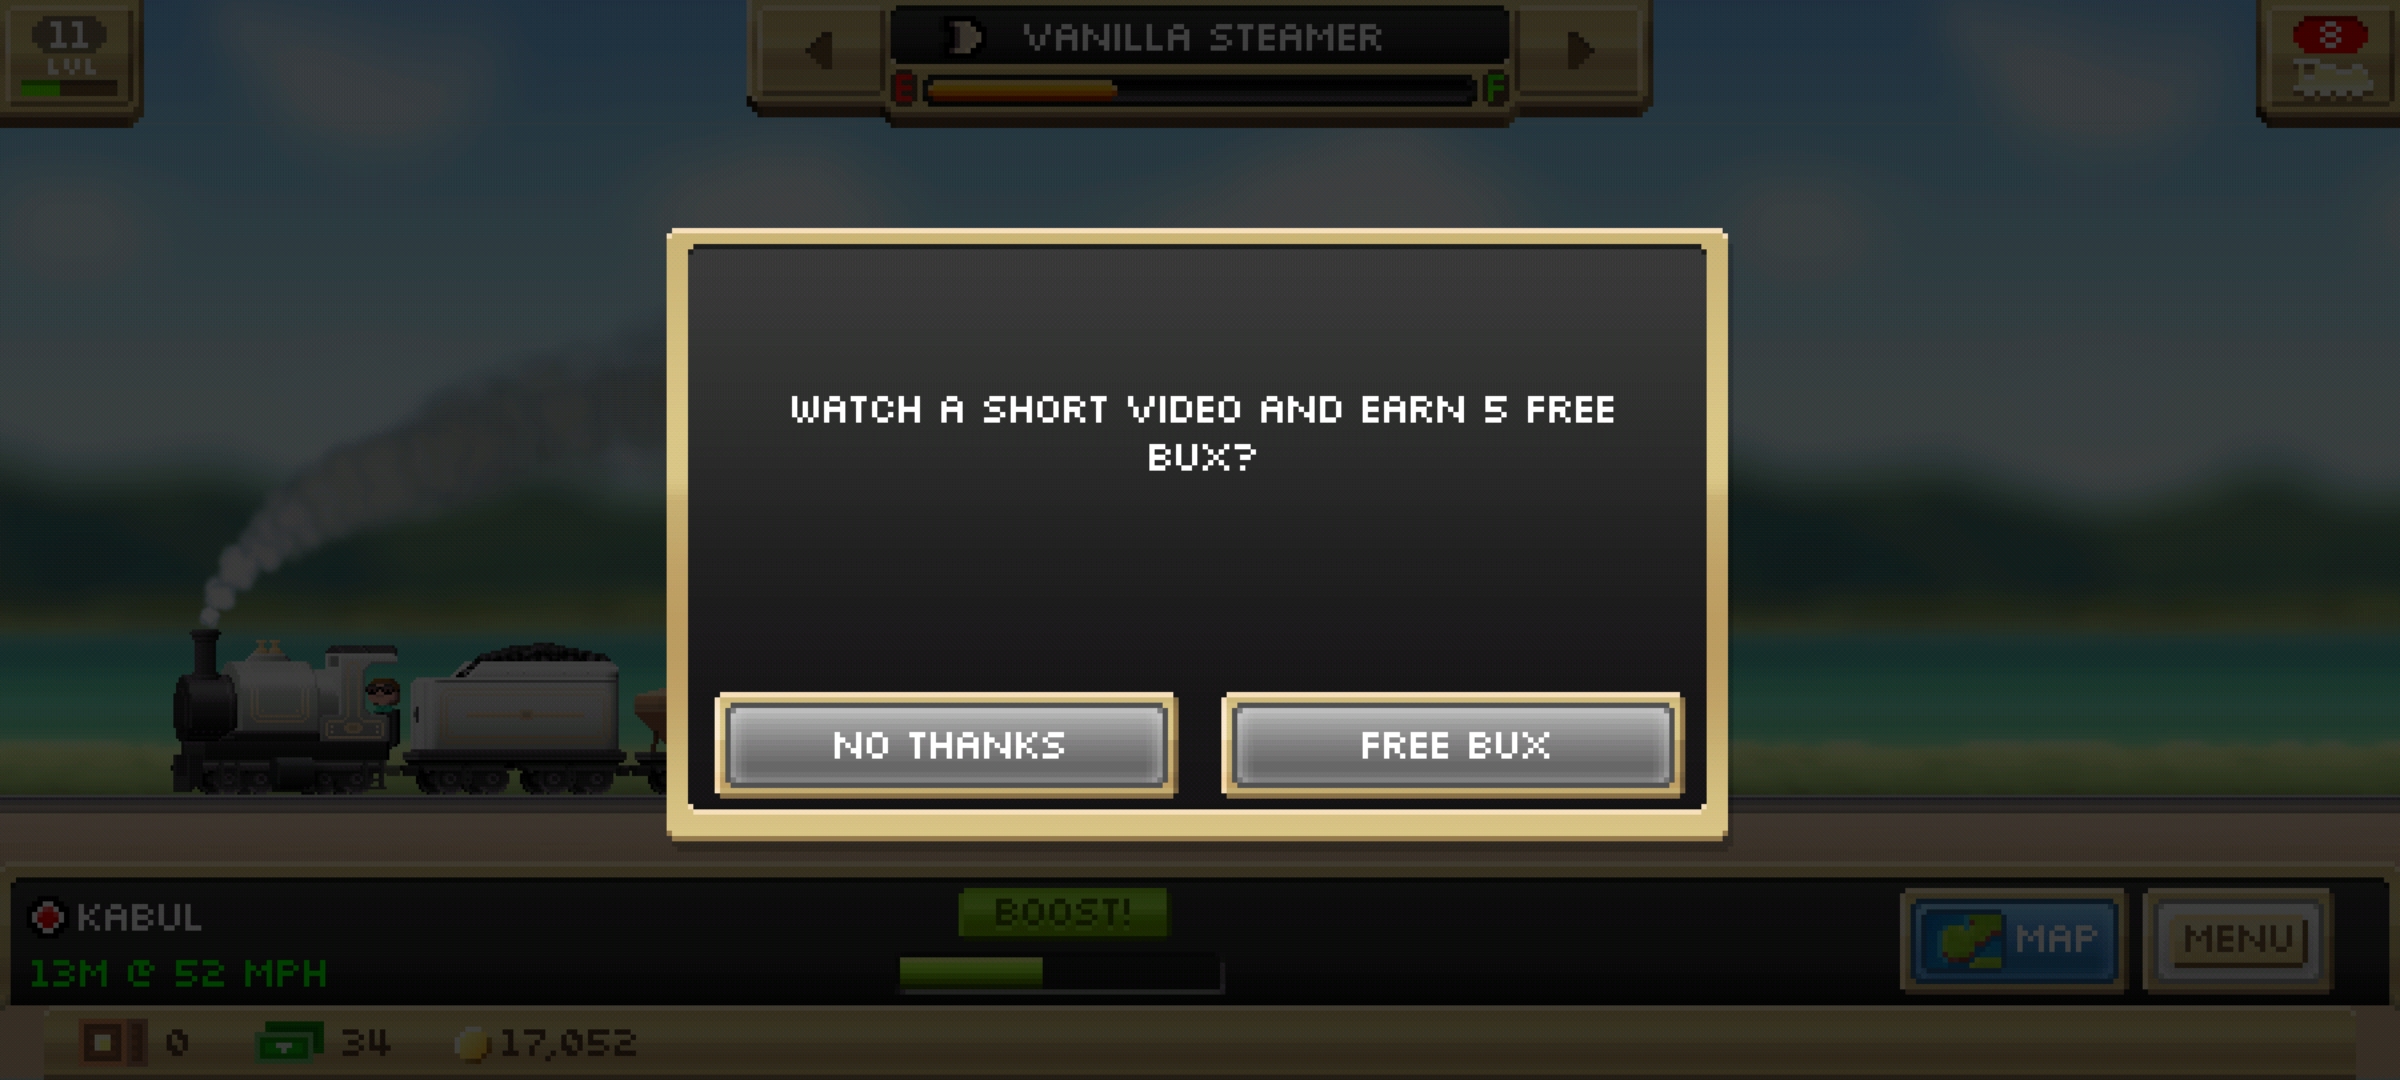 11
LVL
VANILLA STEAMER
E
F
8
WATCH A SHORT VIDEO AND EARN 5 FREE
BUX?
NO THANKS
FREE BUX
KABUL
13M @ 52 MPH
BOOST!
MAP
MENU
0
34
17,052